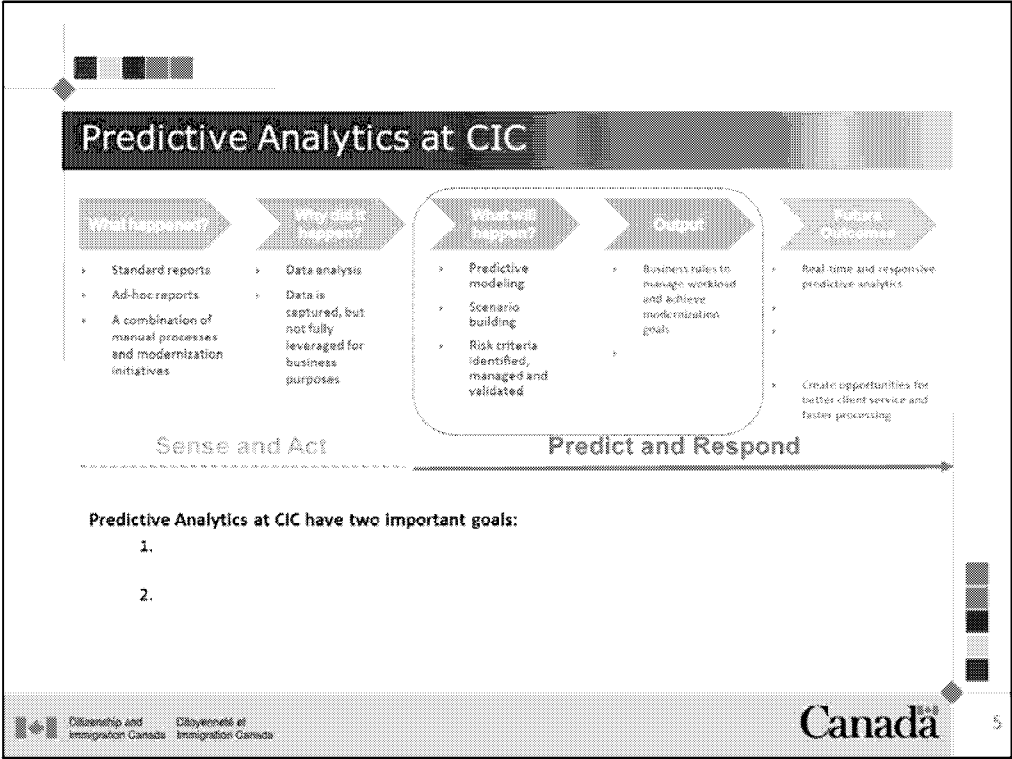 Predictive Analytics at CIC
What happened?
Why did it
happen?
What will
happen?
Output
Future
Outcomes
› Standard reports
› Ad-hoc reports
› A combination of
manual processes
and modernization
initiatives
› Data analysis
› Data is
captured, but
not fully
leveraged for
business
purposes
› Predictive
modeling
› Scenario
building
› Risk criteria
identified,
managed and
validated
› Business rules to
manage workload
and achieve
modernization
goals
›
› Real-time and responsive
predictive analytics
›
›
› Create opportunities for
better client service and
faster processing
Sense and Act
Predict and Respond
Predictive Analytics at CIC have two important goals:
1.
2.
Citizenship and
Immigration Canada
Citoyenneté et
Immigration Canada
Canada
5